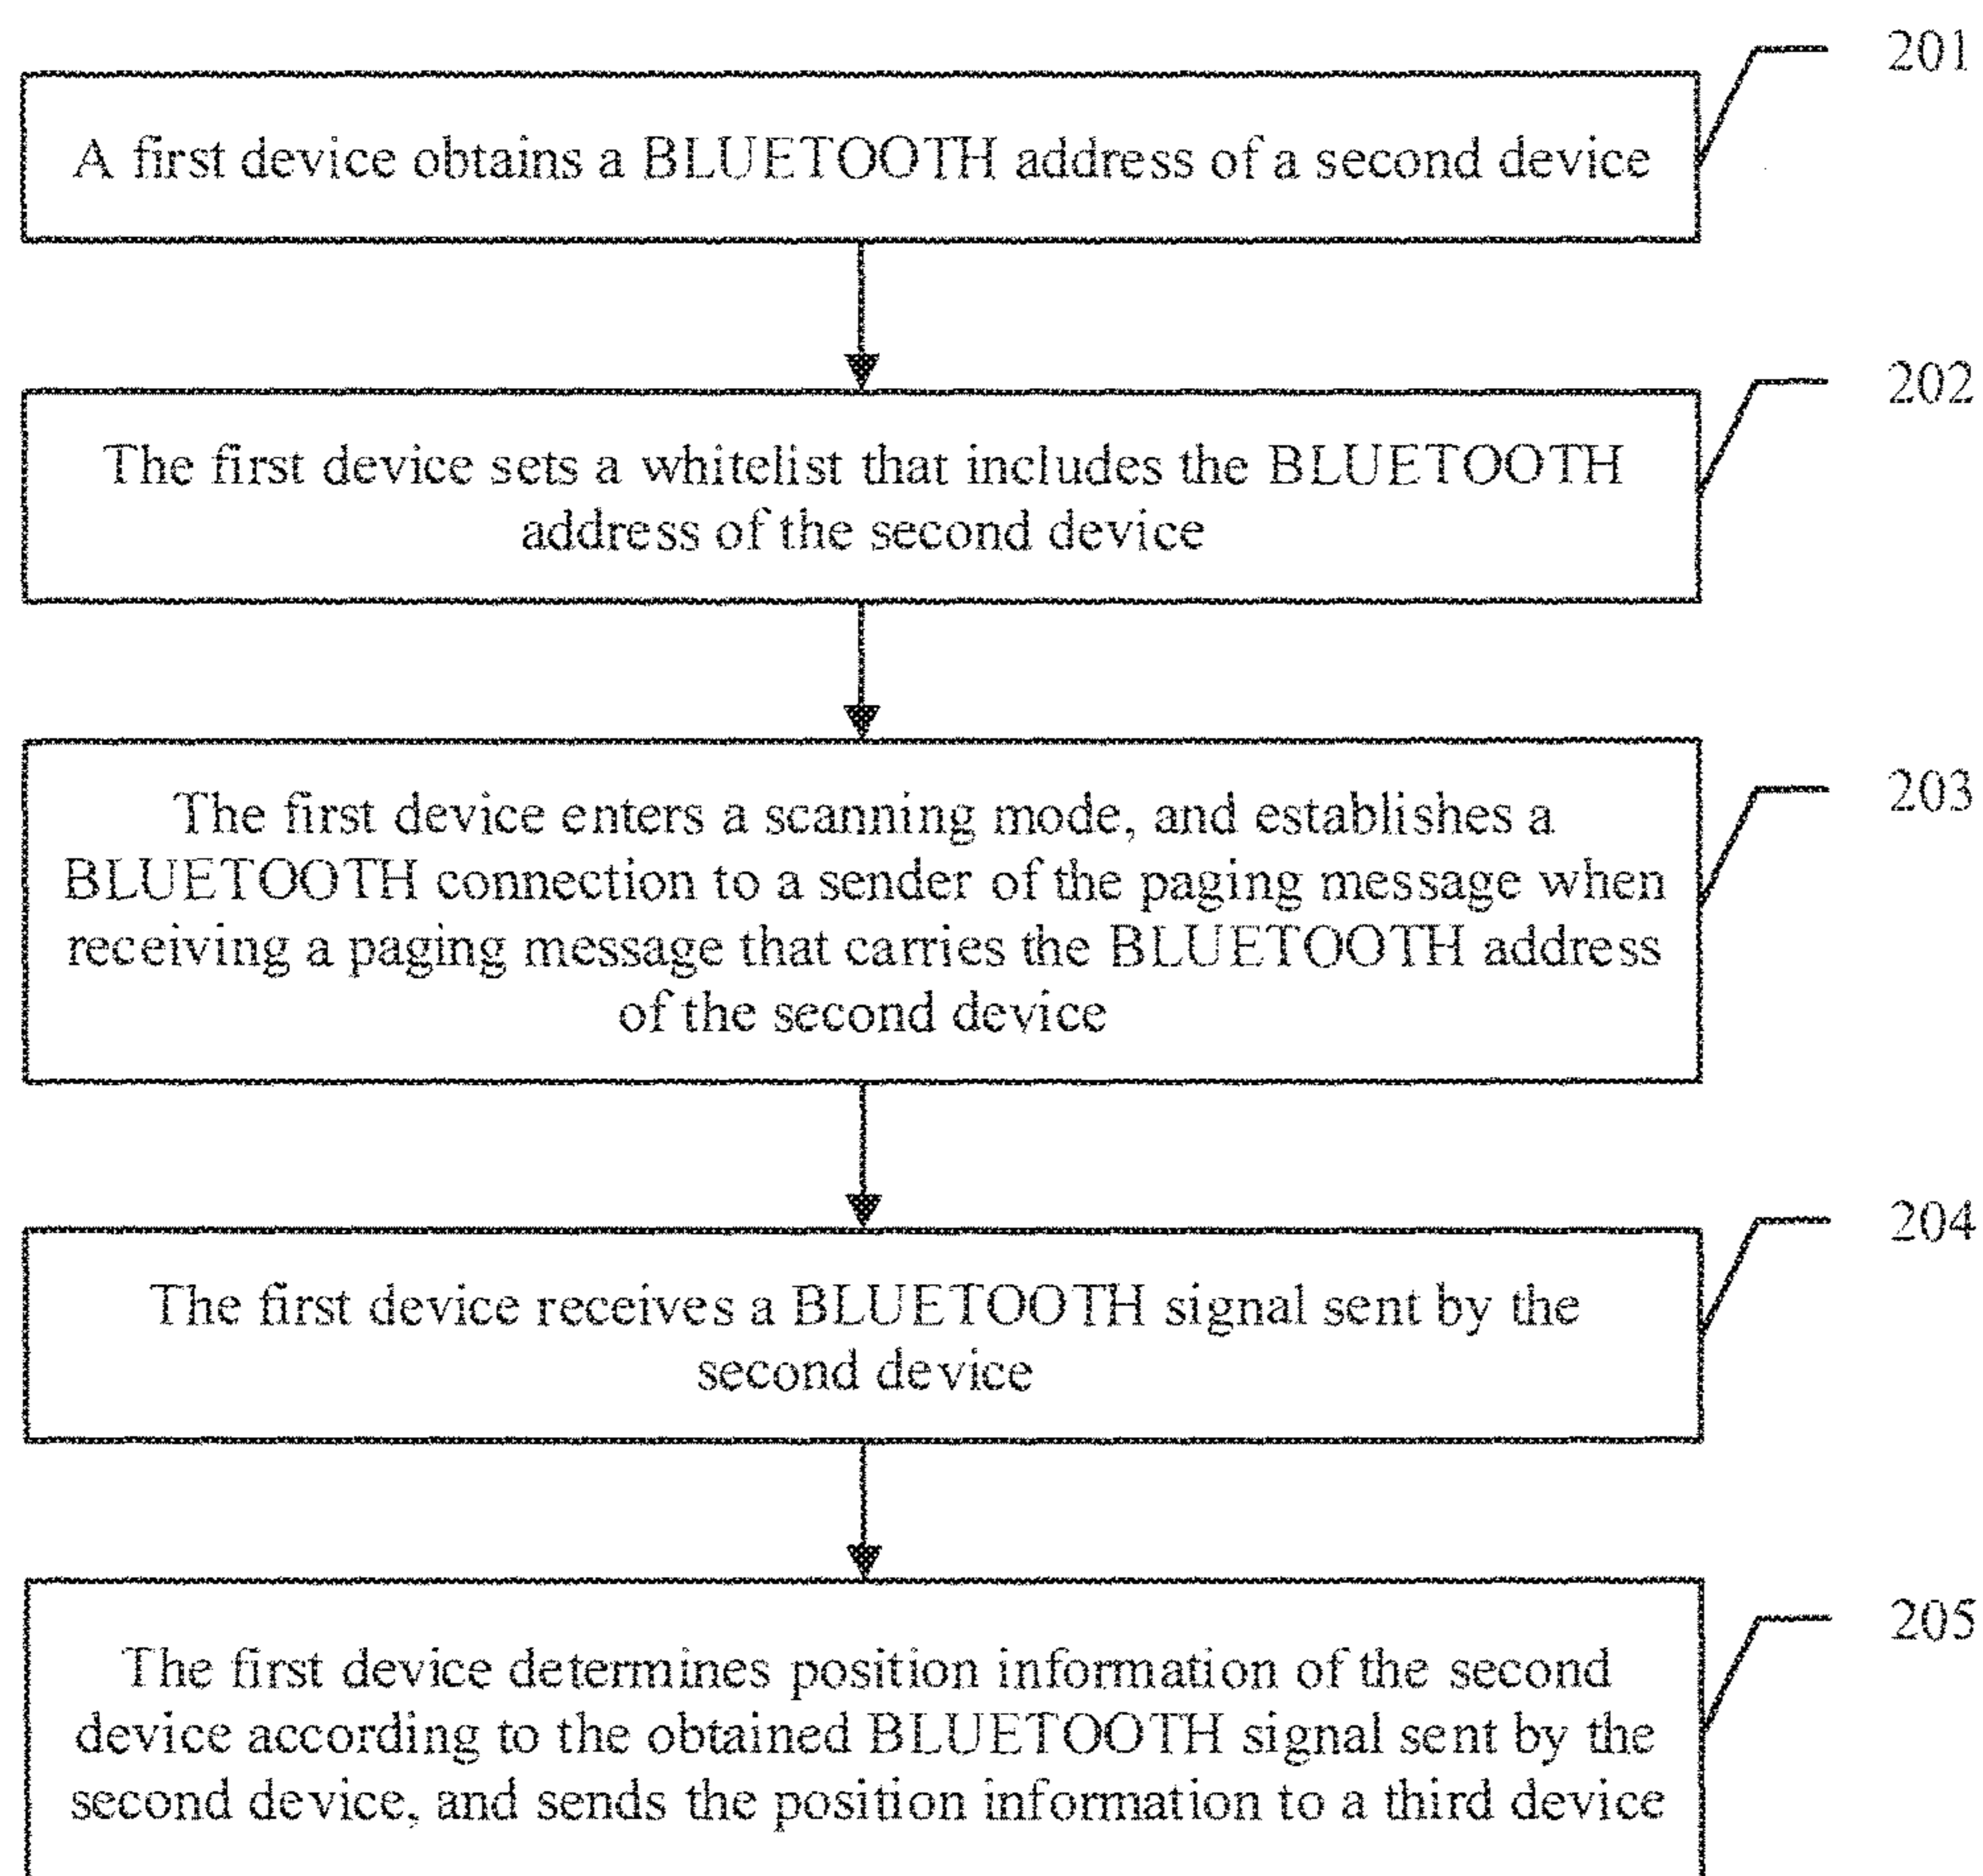 201
A first device obtains a BLUETOOTH address of a second device
202
The first device sets a whitelist that includes the BLUETOOTH
address of the second device
203
The first device enters a scanning mode, and establishes a
BLUETOOTH connection to a sender of the paging message when
receiving a paging message that carries the BLUETOOTH address
of the second device
204
The first device receives a BLUETOOTH signal sent by the
second device
205
The first device determines position information of the second
device according to the obtained BLUETOOTH signal sent by the
second device, and sends the position information to a third device